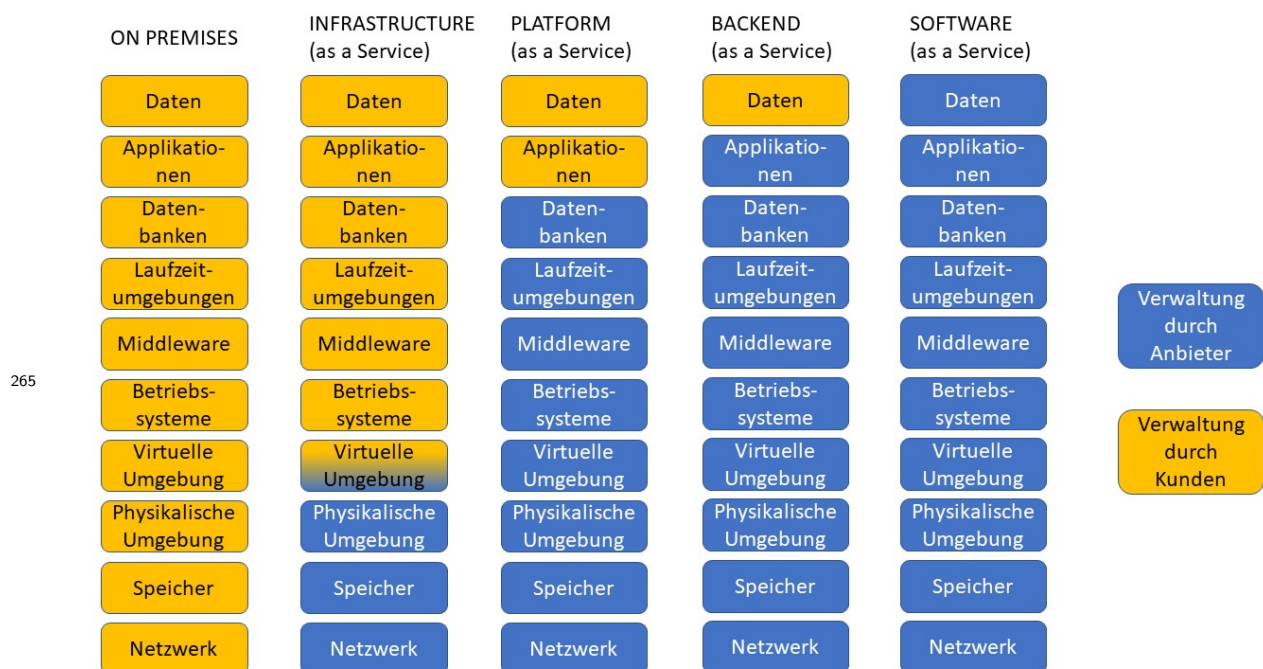 ON PREMISES
INFRASTRUCTURE
(as a Service)
PLATFORM
(as a Service)
BACKEND
(as a Service)
SOFTWARE
(as a Service)
Daten
Daten
Daten
Daten
Daten
Applikatio-
nen
Applikatio-
nen
Applikatio-
nen
Applikatio-
nen
Applikatio-
nen
Daten-
banken
Daten-
banken
Daten-
banken
Daten-
banken
Daten-
banken
Laufzeit-
umgebungen
Laufzeit-
umgebungen
Laufzeit-
umgebungen
Laufzeit-
umgebungen
Laufzeit-
umgebungen
Verwaltung
durch
Anbieter
Middleware
Middleware
Middleware
Middleware
Middleware
265
Betriebs-
systeme
Betriebs-
systeme
Betriebs-
systeme
Betriebs-
systeme
Betriebs-
systeme
Verwaltung
durch
Kunden
Virtuelle
Umgebung
Virtuelle
Umgebung
Virtuelle
Umgebung
Virtuelle
Umgebung
Virtuelle
Umgebung
Physikalische
Umgebung
Physikalische
Umgebung
Physikalische
Umgebung
Physikalische
Umgebung
Physikalische
Umgebung
Speicher
Speicher
Speicher
Speicher
Speicher
Netzwerk
Netzwerk
Netzwerk
Netzwerk
Netzwerk